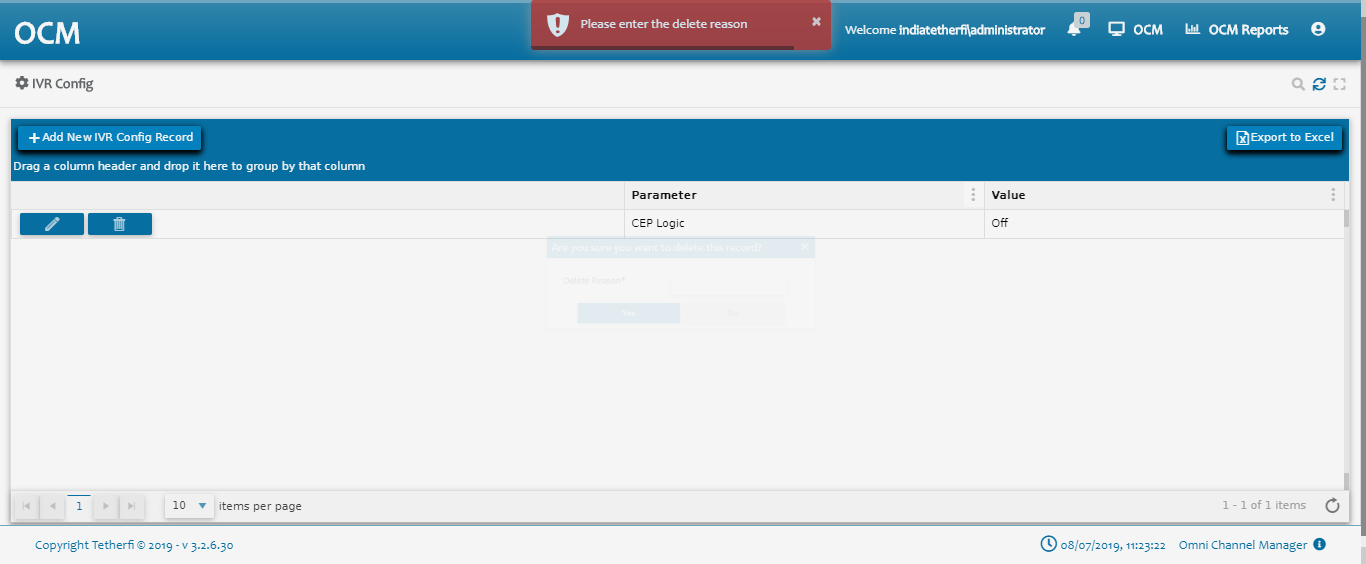 OCM
Please enter the delete reason
Welcome indiatetherfi\administrator
0
OCM
OCM Reports
IVR Config
Add New IVR Config Record
Export to Excel
Drag a column header and drop it here to group by that column
Parameter
Value
CEP Logic
Off
Are you sure you want to delete this record?
Delete Reason*
Yes
No
1
10
items per page
1 - 1 of 1 items
Copyright Tetherfi © 2019 - v 3.2.6.30
08/07/2019, 11:23:22
Omni Channel Manager